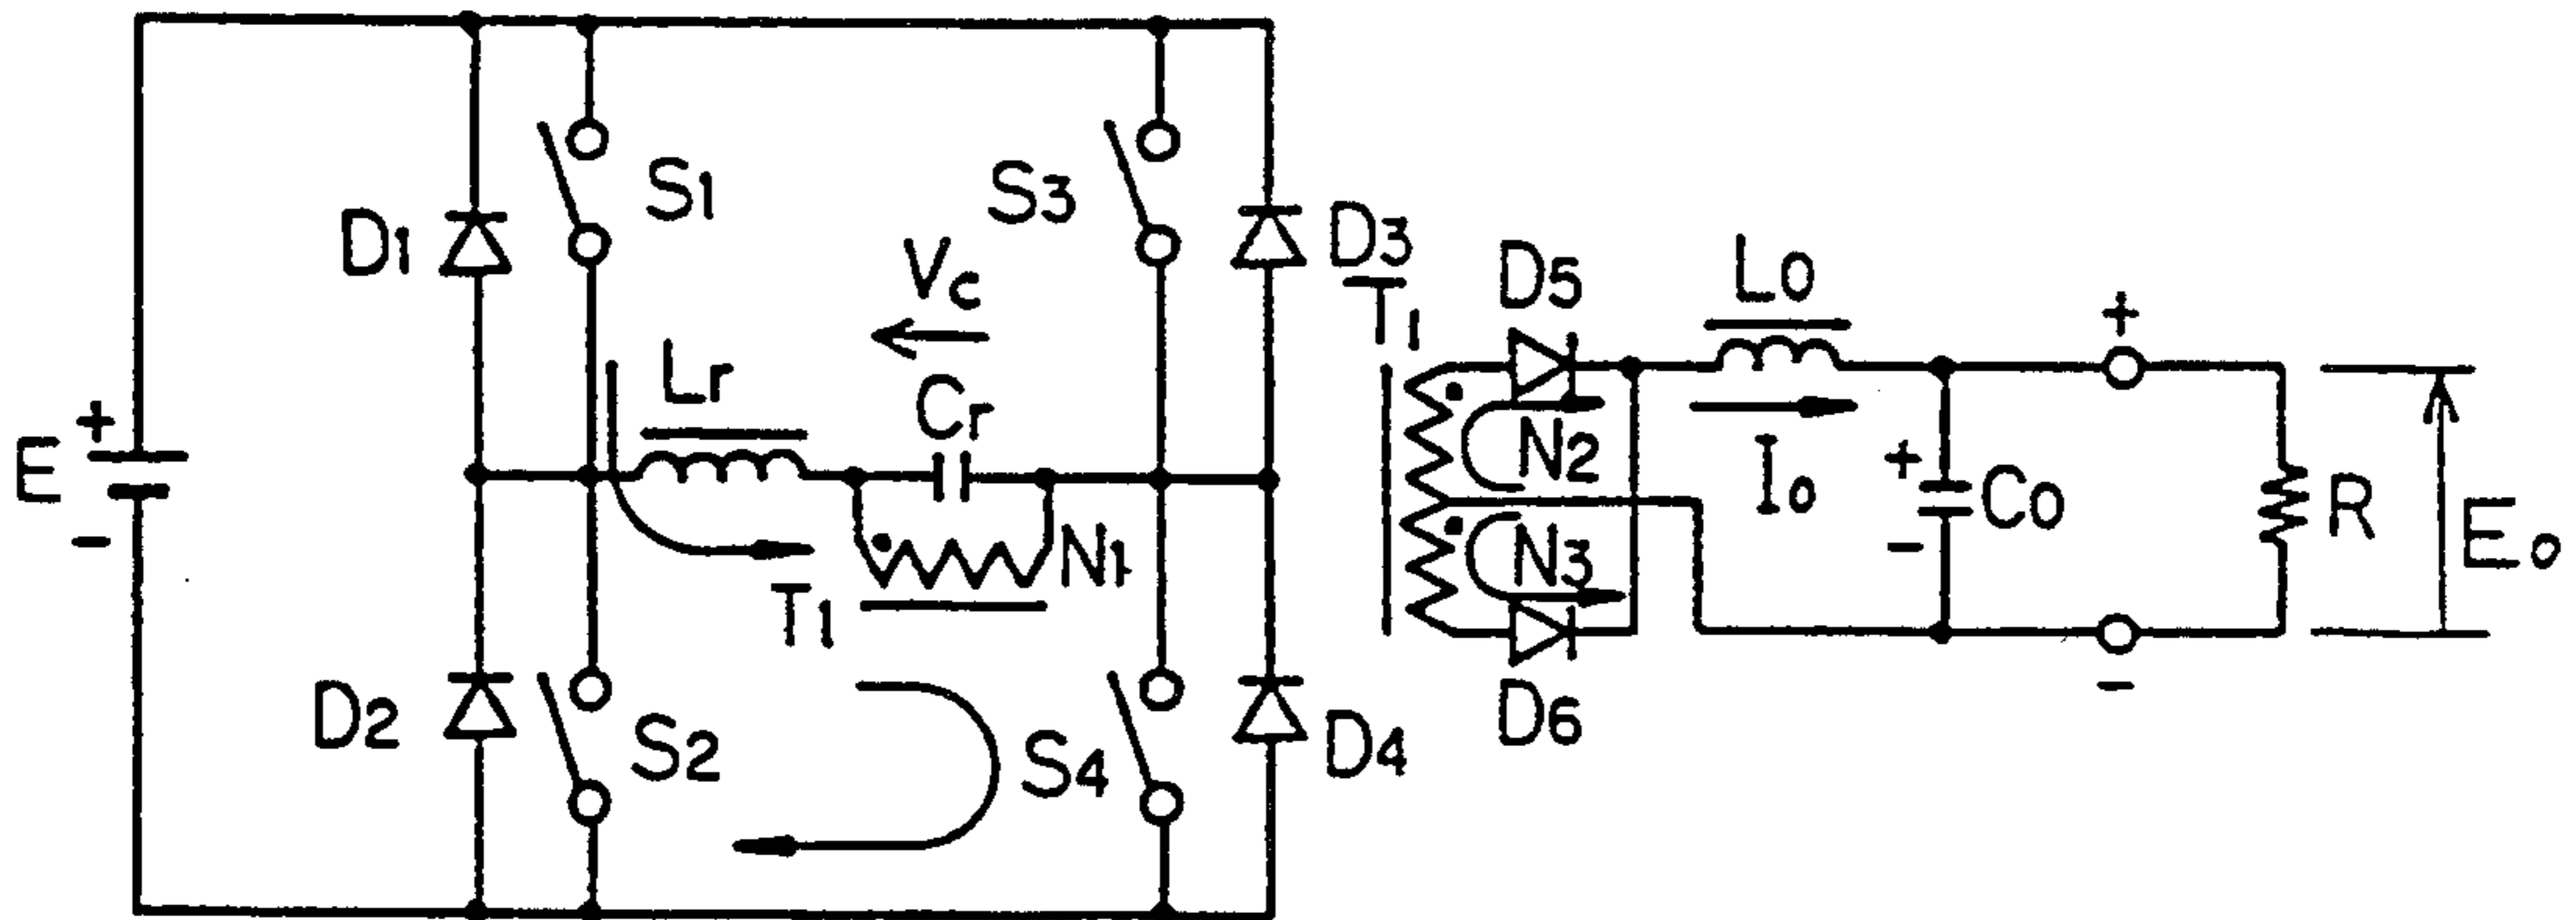 S1
S3
D1
D3
Vc
T1
D5
Lo
+
Lr
Cr
+
E
-
N1
T1
N2
Io
+
Co
-
R
Eo
N3
D2
S2
S4
D4
D6
-